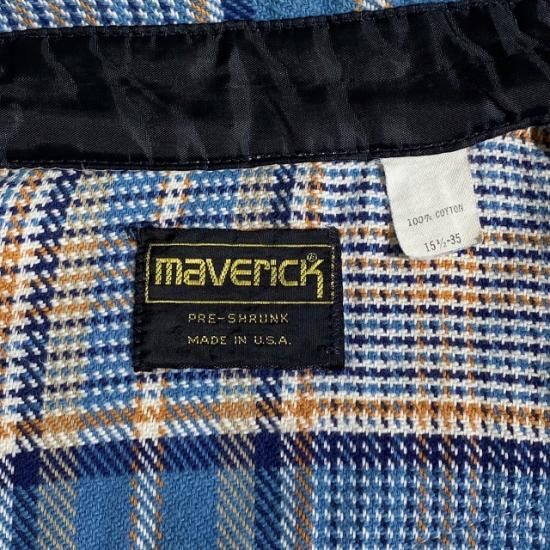 maverick®
PRE-SHRUNK
MADE IN U.S.A.
100% COTTON
15½-35